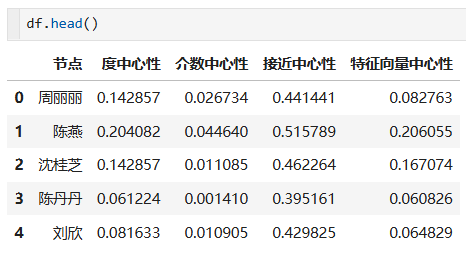 df.head()
节点 度中心性 介数中心性 接近中心性 特征向量中心性
0 周丽丽 0.142857 0.026734 0.441441 0.082763
1 陈燕 0.204082 0.044640 0.515789 0.206055
2 沈桂芝 0.142857 0.011085 0.462264 0.167074
3 陈丹丹 0.061224 0.001410 0.395161 0.060826
4 刘欣 0.081633 0.010905 0.429825 0.064829